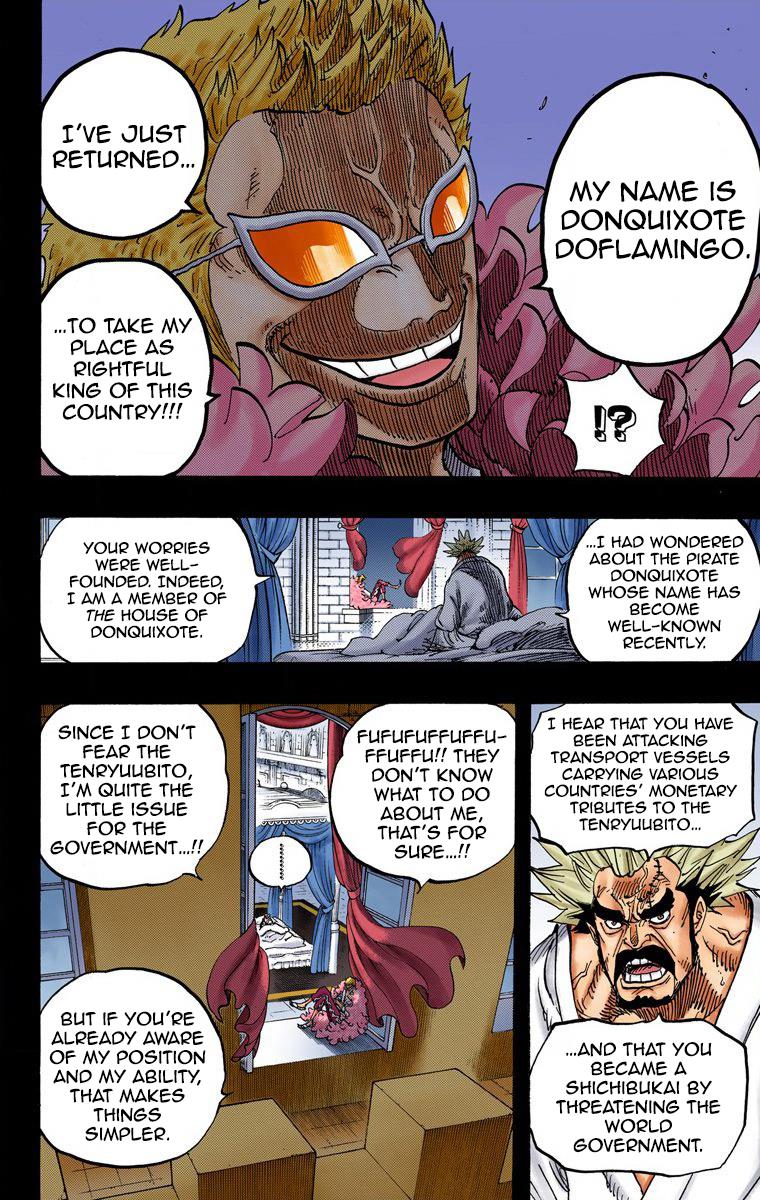 MY NAME IS
DONQUIXOTE
DOFLAMINGO.
!?
I'VE JUST
RETURNED...
...TO TAKE MY
PLACE AS
RIGHTFUL
KING OF THIS
COUNTRY!!!
...I HAD WONDERED
ABOUT THE PIRATE
DONQUIXOTE
WHOSE NAME HAS
BECOME
WELL-KNOWN
RECENTLY.
YOUR WORRIES
WERE WELL-
FOUNDED. INDEED,
I AM A MEMBER OF
THE HOUSE OF
DONQUIXOTE.
I HEAR THAT YOU HAVE
BEEN ATTACKING
TRANSPORT VESSELS
CARRYING VARIOUS
COUNTRIES' MONETARY
TRIBUTES TO THE
TENRYUUBITO...
...AND THAT YOU
BECAME A
SHICHIBUKAI BY
THREATENING THE
WORLD
GOVERNMENT.
FUFUFUFFUFFU-
FFUFFU!! THEY
DON'T KNOW
WHAT TO DO
ABOUT ME,
THAT'S FOR
SURE...!!
SINCE I DON'T
FEAR THE
TENRYUUBITO,
I'M QUITE THE
LITTLE ISSUE
FOR THE
GOVERNMENT...!!
.........
BUT IF YOU'RE
ALREADY AWARE
OF MY POSITION
AND MY ABILITY,
THAT MAKES
THINGS
SIMPLER.